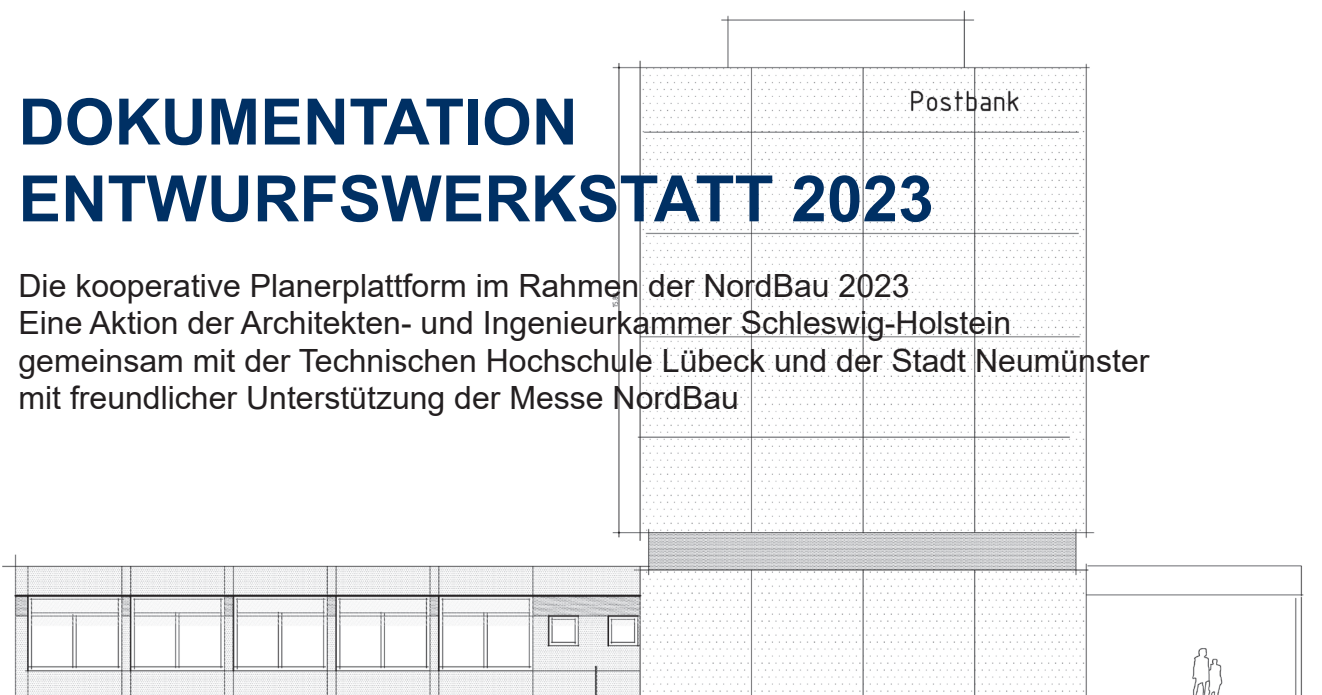 Postbank
DOKUMENTATION
ENTWURFSWERKSTATT 2023
Die kooperative Planerplattform im Rahmen der NordBau 2023
Eine Aktion der Architekten- und Ingenieurkammer Schleswig-Holstein
gemeinsam mit der Technischen Hochschule Lübeck und der Stadt Neumünster
mit freundlicher Unterstützung der Messe NordBau